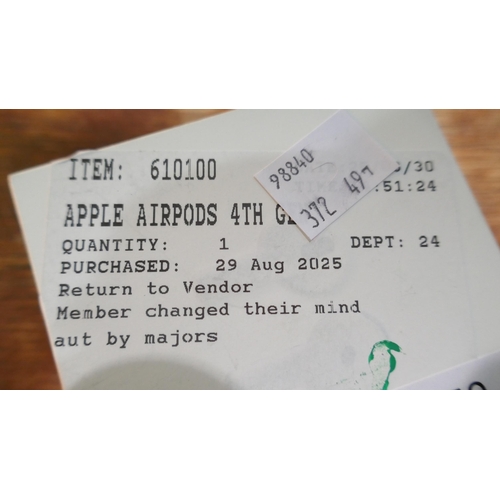 ITEM: 610100
/30
:51:24
98840
372 497
APPLE AIRPODS 4TH
QUANTITY: 1 DEPT: 24
PURCHASED: 29 Aug 2025
Return to Vendor
Member changed their mind
aut by majors